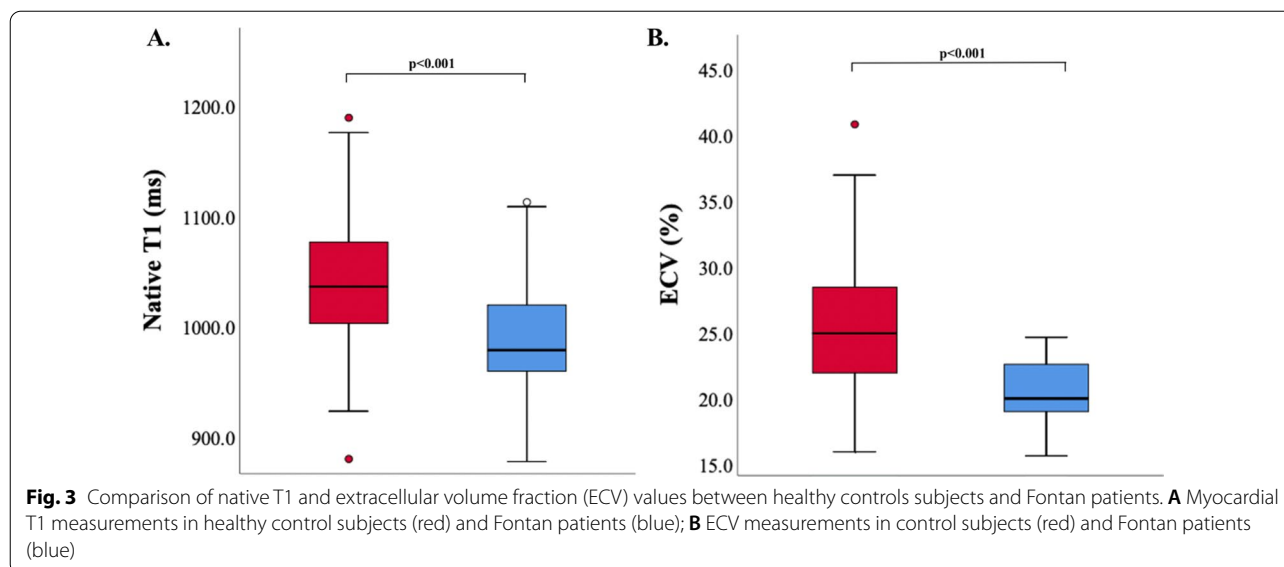 A.
p<0.001
Native T1 (ms)
1200.0
1100.0
1000.0
900.0
B.
p<0.001
ECV (%)
45.0
40.0
35.0
30.0
25.0
20.0
15.0
Fig. 3 Comparison of native T1 and extracellular volume fraction (ECV) values between healthy controls subjects and Fontan patients. A Myocardial
T1 measurements in healthy control subjects (red) and Fontan patients (blue); B ECV measurements in control subjects (red) and Fontan patients
(blue)